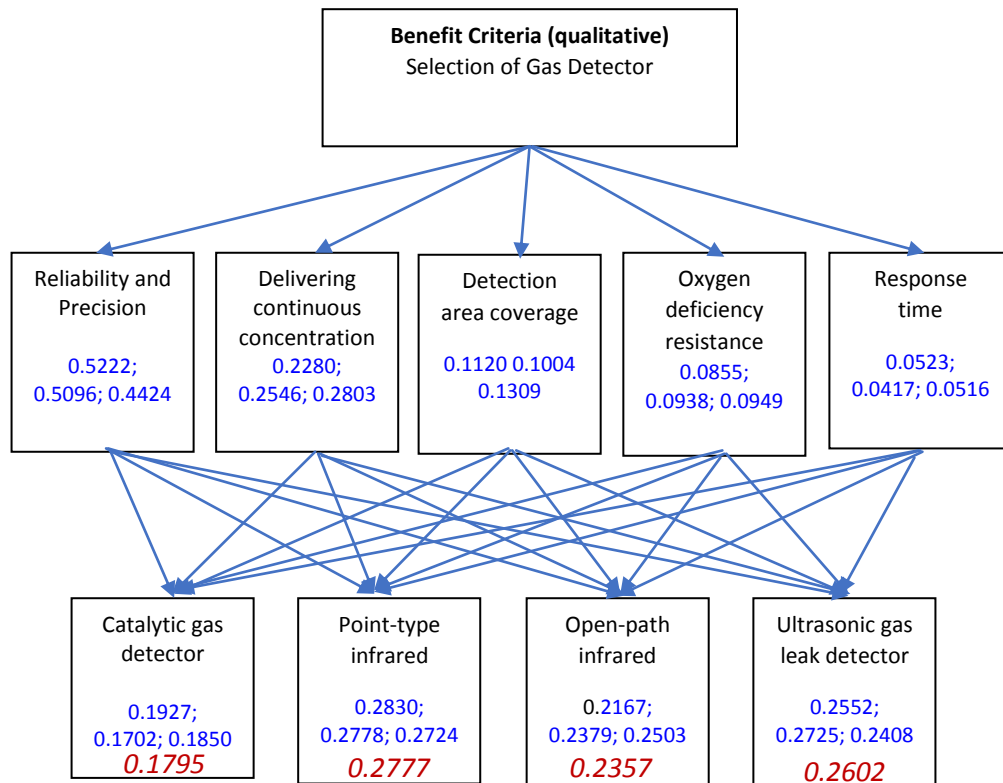 Benefit Criteria (qualitative)
Selection of Gas Detector
Reliability and
Precision
0.5222;
0.5096; 0.4424
Delivering
continuous
concentration
0.2280;
0.2546; 0.2803
Detection
area coverage
0.1120 0.1004
0.1309
Oxygen
deficiency
resistance
0.0855;
0.0938; 0.0949
Response
time
0.0523;
0.0417; 0.0516
Catalytic gas
detector
0.1927;
0.1702; 0.1850
0.1795
Point-type
infrared
0.2830;
0.2778; 0.2724
0.2777
Open-path
infrared
0.2167;
0.2379; 0.2503
0.2357
Ultrasonic gas
leak detector
0.2552;
0.2725; 0.2408
0.2602